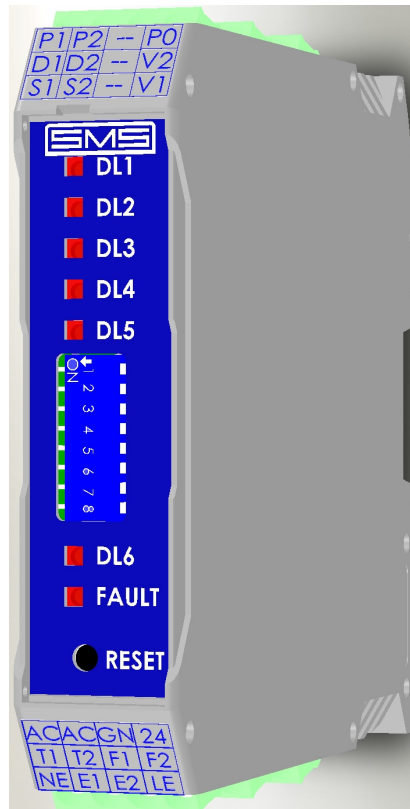 P1 P2 -- P0
D1 D2 -- V2
S1 S2 -- V1
SMS
DL1
DL2
DL3
DL4
DL5
ON
1
2
3
4
5
6
7
8
DL6
FAULT
RESET
AC AC GN 24
T1 T2 F1 F2
NE E1 E2 LE